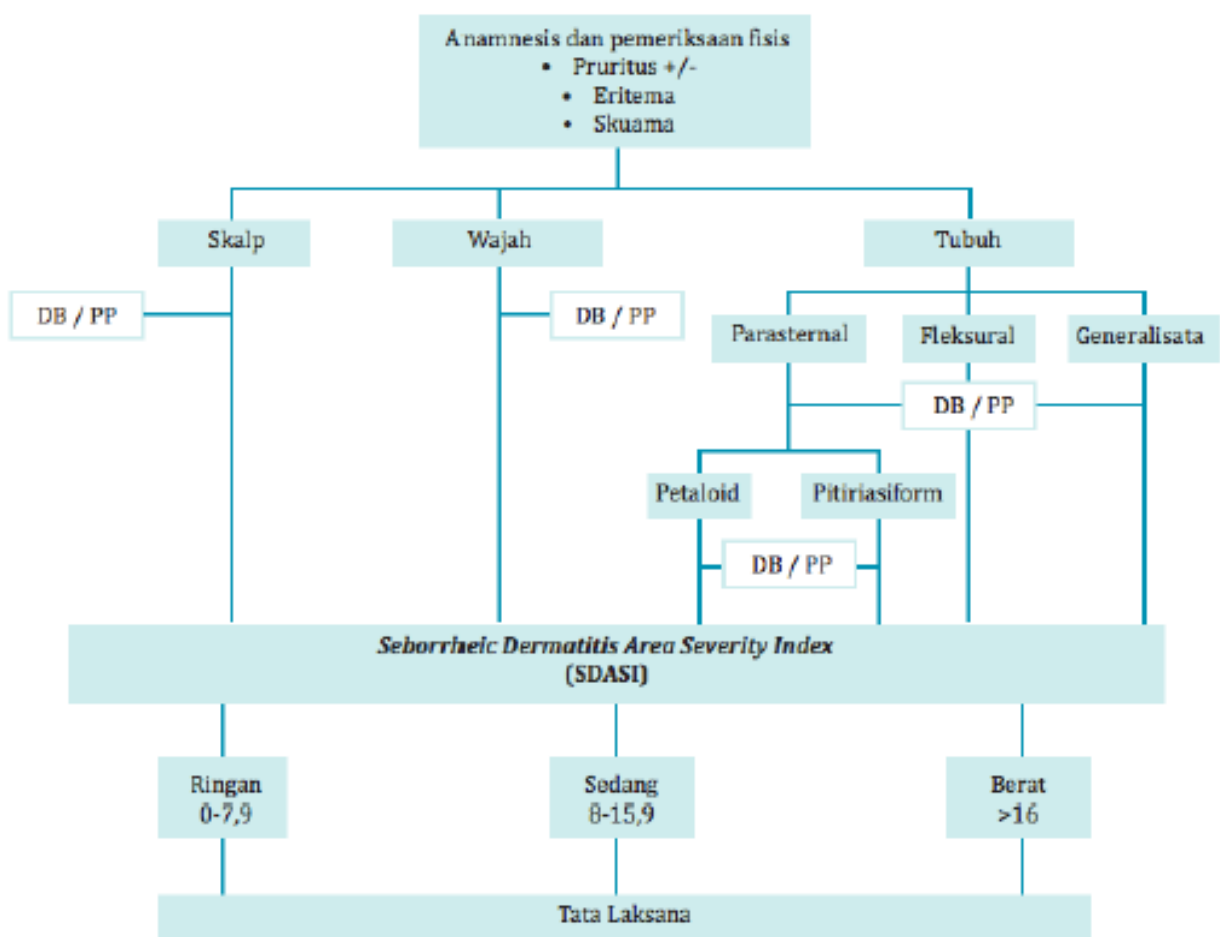 Anamnesis dan pemeriksaan fisis
• Pruritus +/-
• Eritema
• Skuama
Skalp
Wajah
Tubuh
DB / PP
DB / PP
Parasternal
Fleksural
Generalisata
DB / PP
Petaloid
Pitiriasiform
DB / PP
Seborrheic Dermatitis Area Severity Index
(SDASI)
Ringan
0-7,9
Sedang
8-15,9
Berat
>16
Tata Laksana